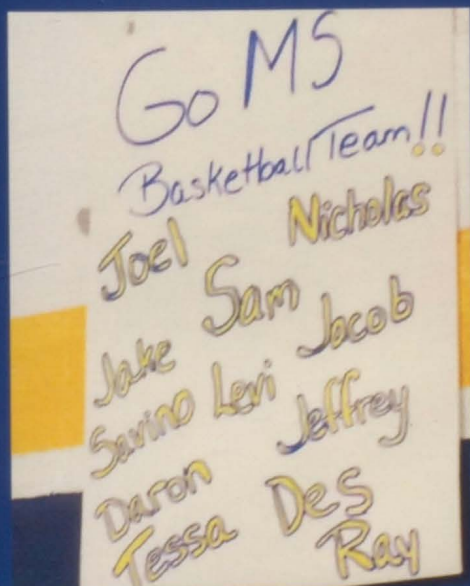 Go MS
Basketball Team!!
Joel Nicholas
Sam
Jake Jacob
Savino Levi
Jeffrey
Daron Des
Tessa Ray